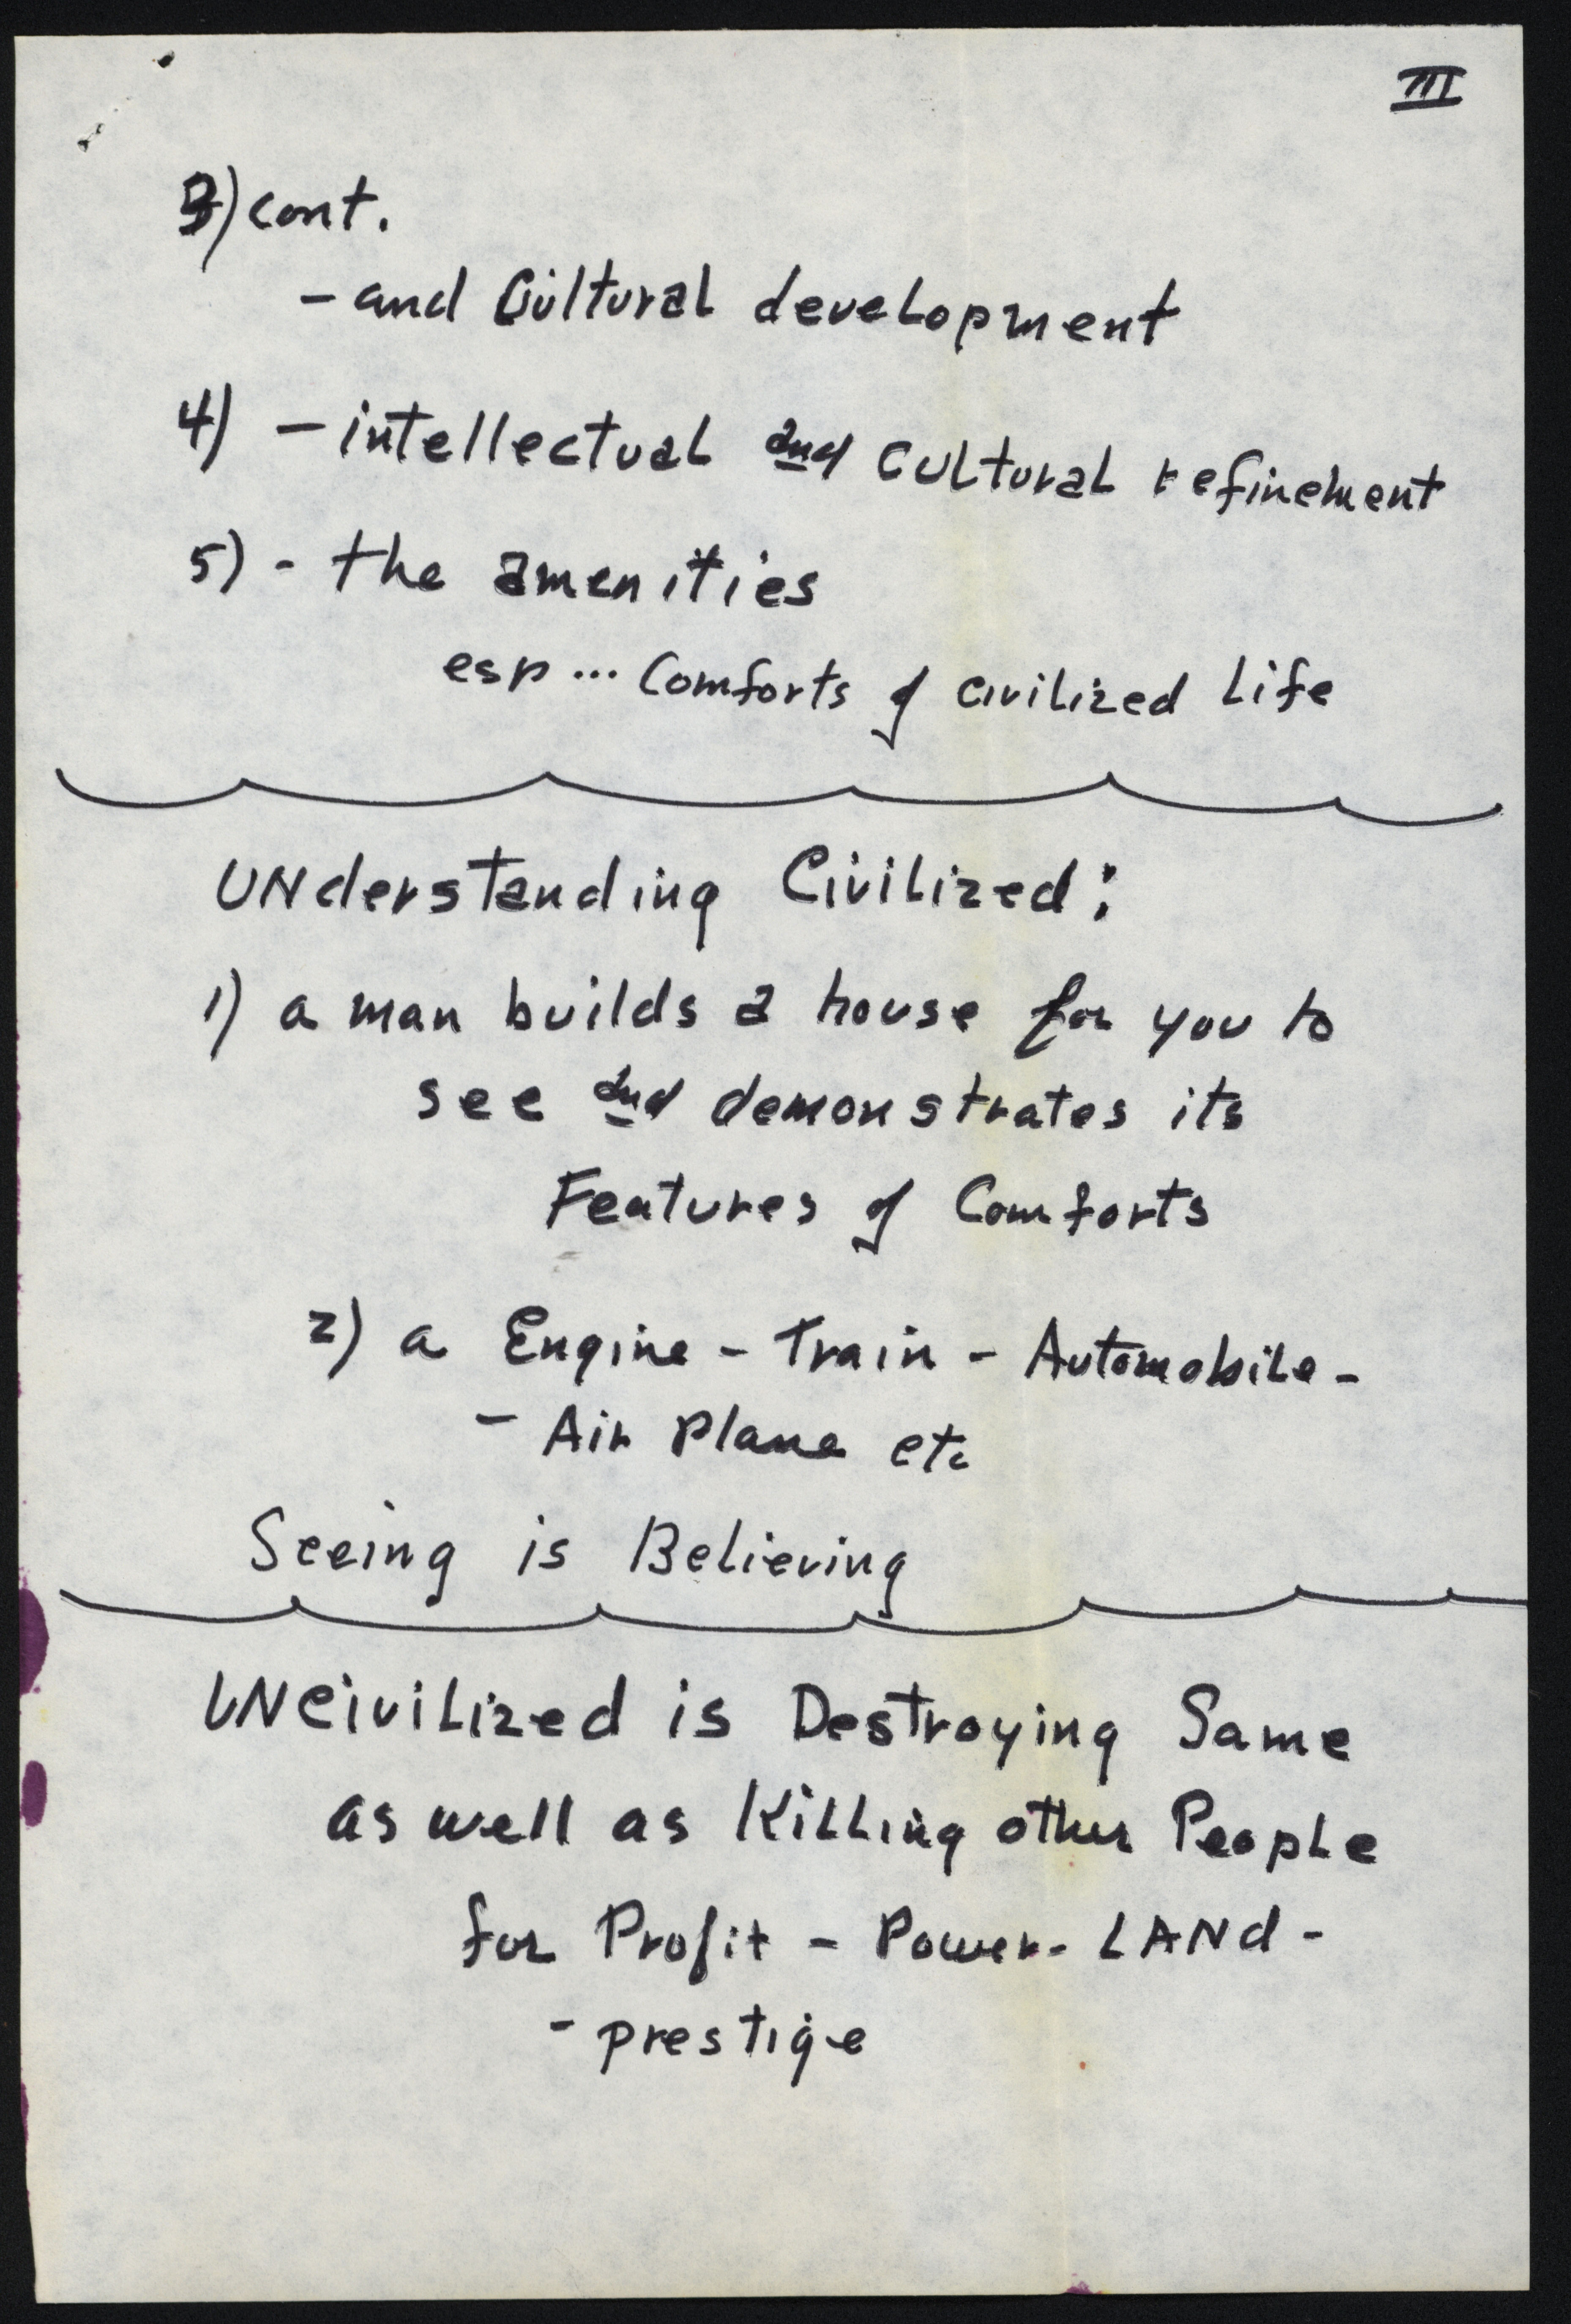 III
3) cont.
- and Cultural development
4) - intellectual and cultural refinement
5) - the amenities
esp ... Comforts of civilized Life
UNderstanding Civilized:
1) a man builds a house for you to
see and demonstrates its
Features of Comforts
2) a Engine - Train - Automobile -
- Air Plane etc
Seeing is Believing
UNCivilized is Destroying Same
as well as Killing other People
for Profit - Power - LANd -
- prestige